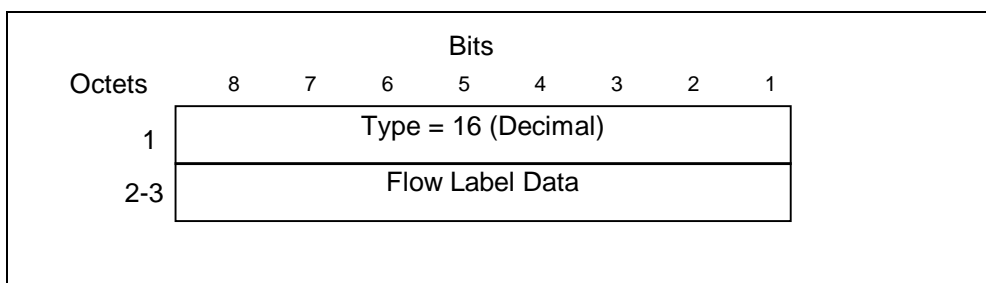 Bits
Octets 8 7 6 5 4 3 2 1
1 Type = 16 (Decimal)
2-3 Flow Label Data